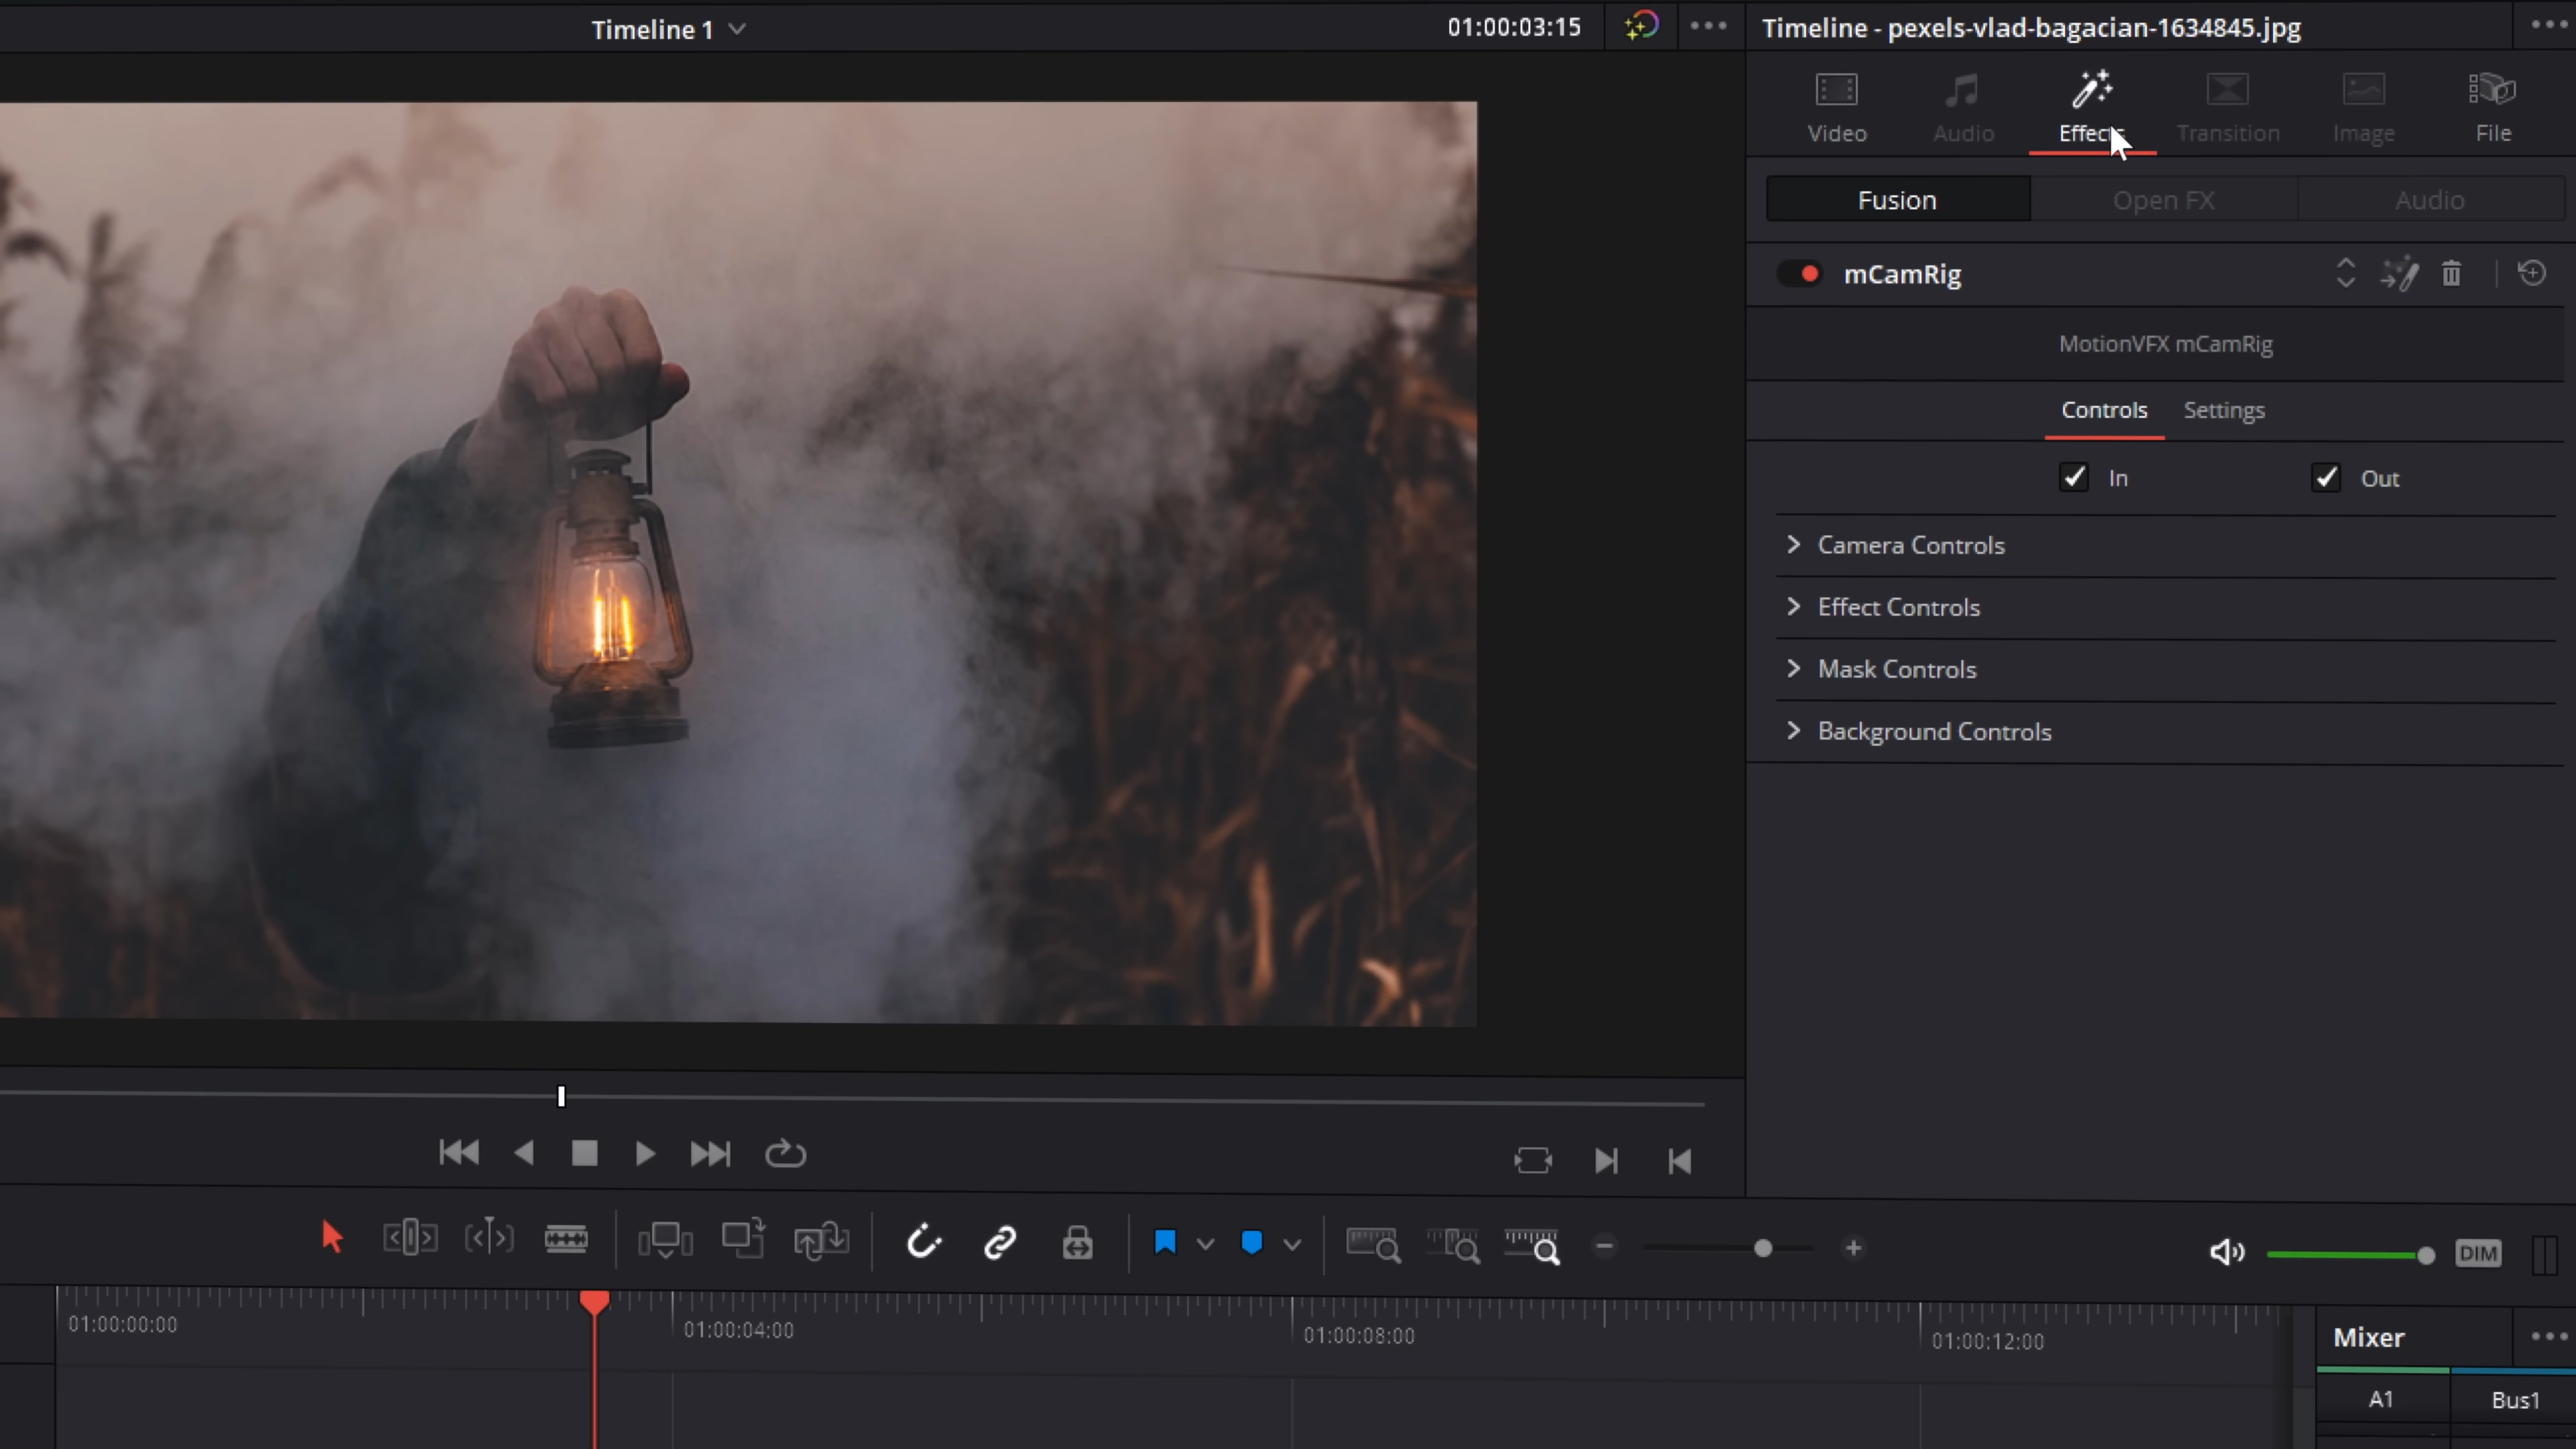 Timeline 1
01:00:03:15
Timeline - pexels-vlad-bagacian-1634845.jpg
Video
Audio
Effects
Transition
Image
File
Fusion
Open FX
Audio
mCamRig
MotionVFX mCamRig
Controls
Settings
In
Out
Camera Controls
Effect Controls
Mask Controls
Background Controls
DIM
01:00:00:00
01:00:04:00
01:00:08:00
01:00:12:00
Mixer
A1
Bus1